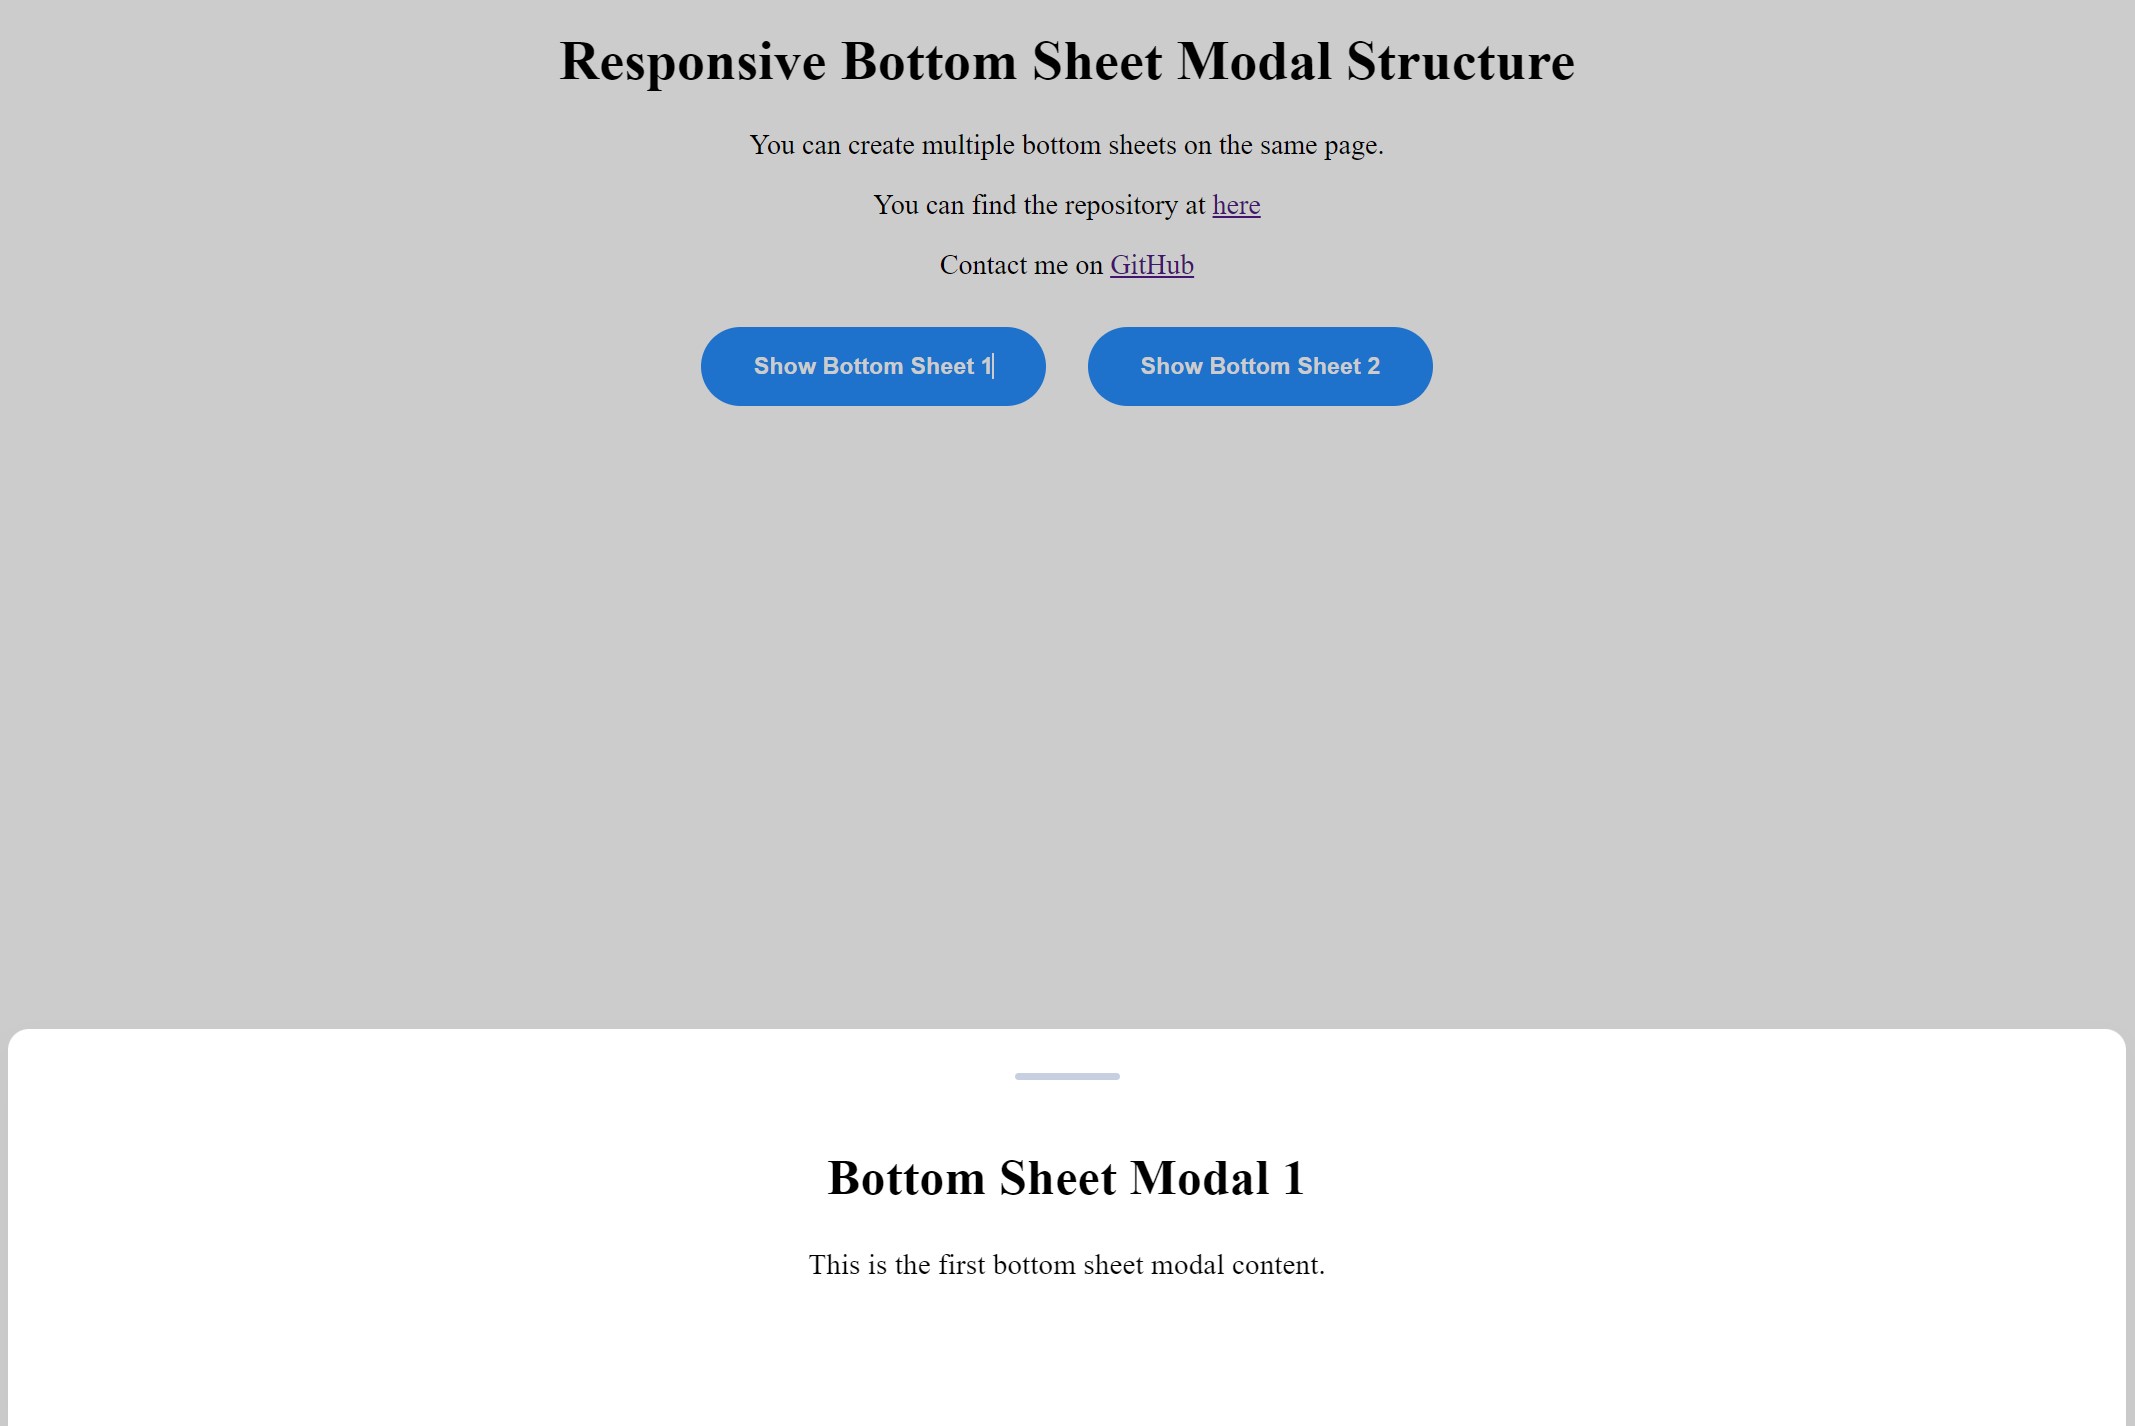 Responsive Bottom Sheet Modal Structure
You can create multiple bottom sheets on the same page.
You can find the repository at here
Contact me on GitHub
Show Bottom Sheet 1
Show Bottom Sheet 2
Bottom Sheet Modal 1
This is the first bottom sheet modal content.